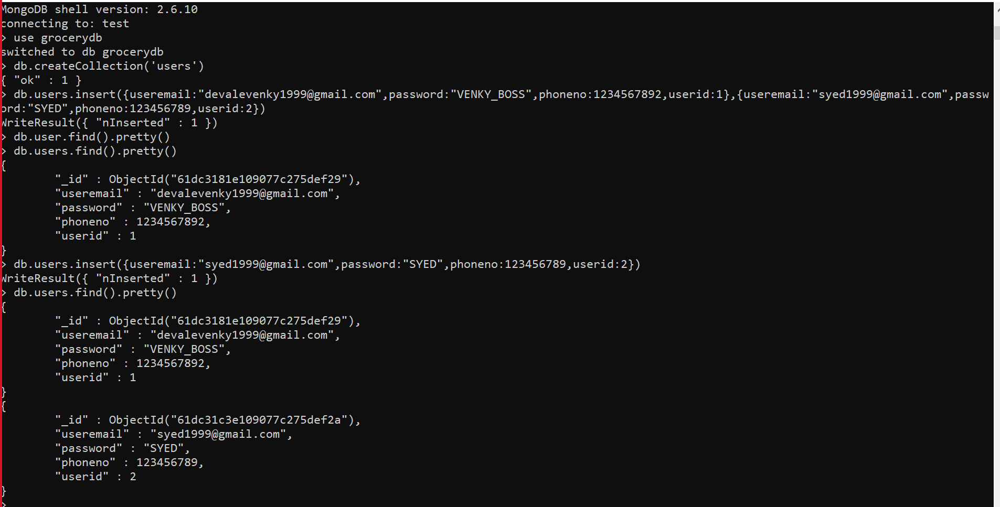 MongoDB shell version: 2.6.10
connecting to: test
> use grocerydb
switched to db grocerydb
> db.createCollection('users')
{ "ok" : 1 }
> db.users.insert({useremail:"devalevenky1999@gmail.com",password:"VENKY_BOSS",phoneno:1234567892,userid:1},{useremail:"syed1999@gmail.com",passw
ord:"SYED",phoneno:123456789,userid:2})
WriteResult({ "nInserted" : 1 })
> db.user.find().pretty()
> db.users.find().pretty()
{
        "_id" : ObjectId("61dc3181e109077c275def29"),
        "useremail" : "devalevenky1999@gmail.com",
        "password" : "VENKY_BOSS",
        "phoneno" : 1234567892,
        "userid" : 1
}
> db.users.insert({useremail:"syed1999@gmail.com",password:"SYED",phoneno:123456789,userid:2})
WriteResult({ "nInserted" : 1 })
> db.users.find().pretty()
{
        "_id" : ObjectId("61dc3181e109077c275def29"),
        "useremail" : "devalevenky1999@gmail.com",
        "password" : "VENKY_BOSS",
        "phoneno" : 1234567892,
        "userid" : 1
}
{
        "_id" : ObjectId("61dc31c3e109077c275def2a"),
        "useremail" : "syed1999@gmail.com",
        "password" : "SYED",
        "phoneno" : 123456789,
        "userid" : 2
}
>